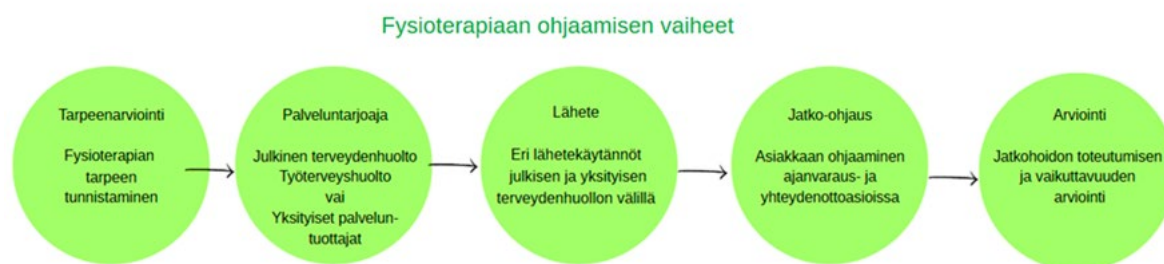 Fysioterapiaan ohjaamisen vaiheet
Tarpeenarviointi
Fysioterapian
tarpeen
tunnistaminen
Palveluntarjoaja
Julkinen terveydenhuolto
Työterveyshuolto
vai
Yksityiset palvelun-
tuottajat
Lähete
Eri lähetekäytännöt
julkisen ja yksityisen
terveydenhuollon välillä
Jatko-ohjaus
Asiakkaan ohjaaminen
ajanvaraus- ja
yhteydenottoasioissa
Arviointi
Jatkohoidon toteutumisen
ja vaikuttavuuden
arviointi